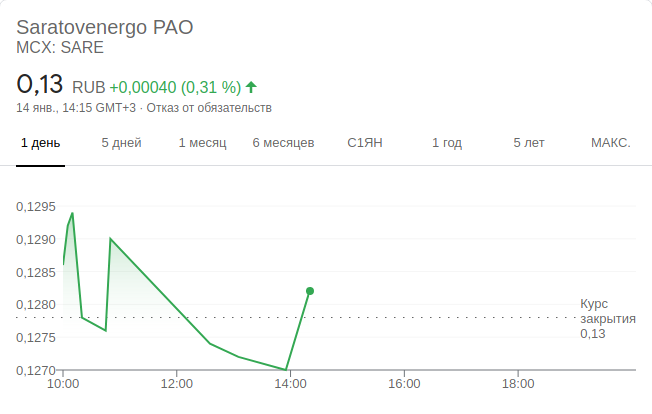 Saratovenergo PAO
MCX: SARE
0,13 RUB +0,00040 (0,31 %)
14 янв., 14:15 GMT+3 · Отказ от обязательств
1 день 5 дней 1 месяц 6 месяцев С1ЯН 1 год 5 лет МАКС.
0,1295
0,1290
0,1285
0,1280
0,1275
0,1270
Курс
закрытия
0,13
10:00 12:00 14:00 16:00 18:00